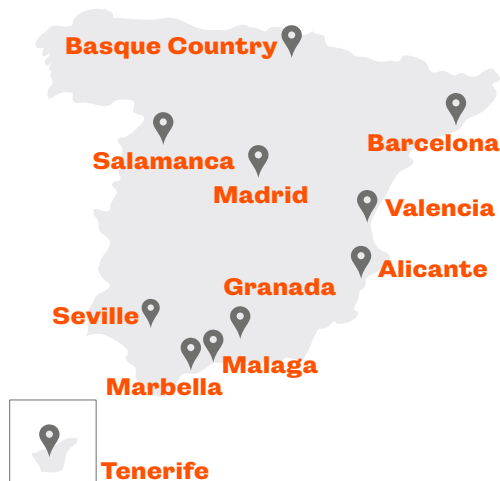 Basque Country
Barcelona
Salamanca
Madrid
Valencia
Alicante
Granada
Seville
Malaga
Marbella
Tenerife